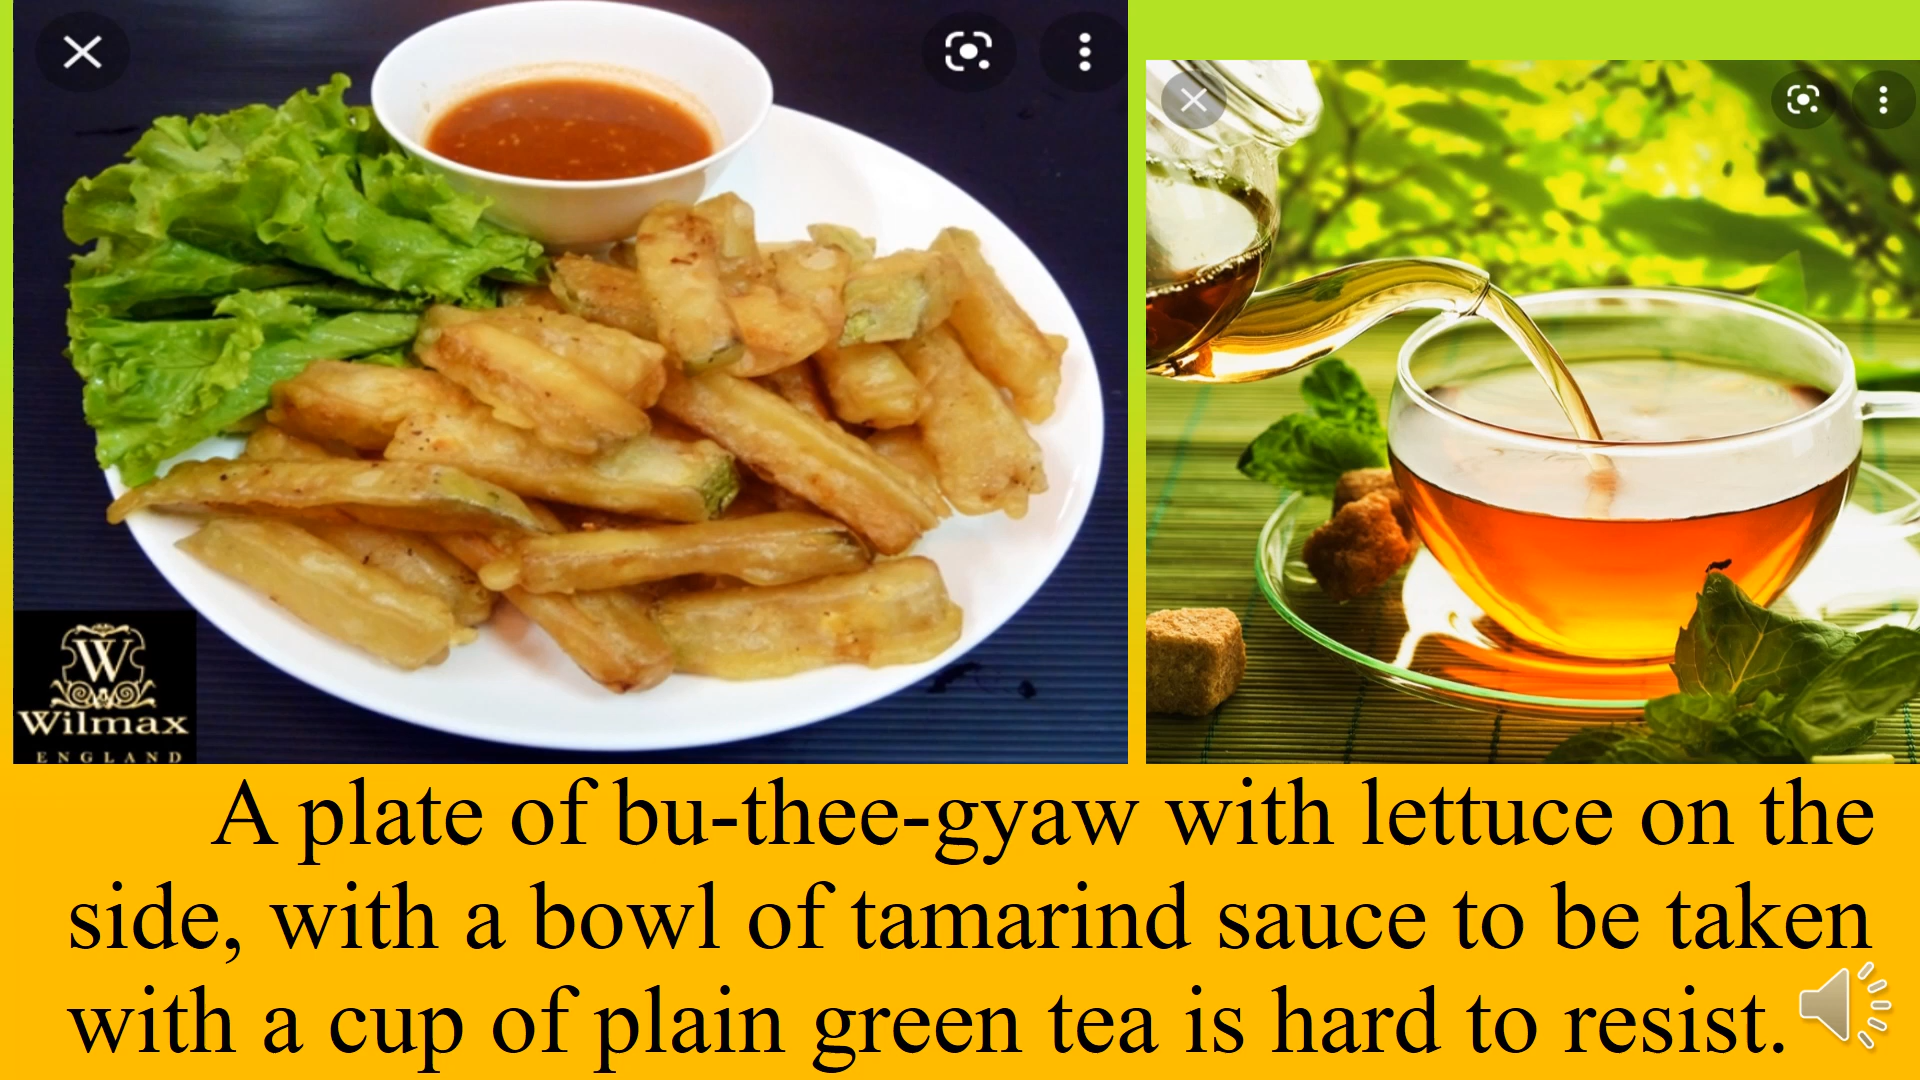 W
Wilmax
ENGLAND
A plate of bu-thee-gyaw with lettuce on the
side, with a bowl of tamarind sauce to be taken
with a cup of plain green tea is hard to resist.